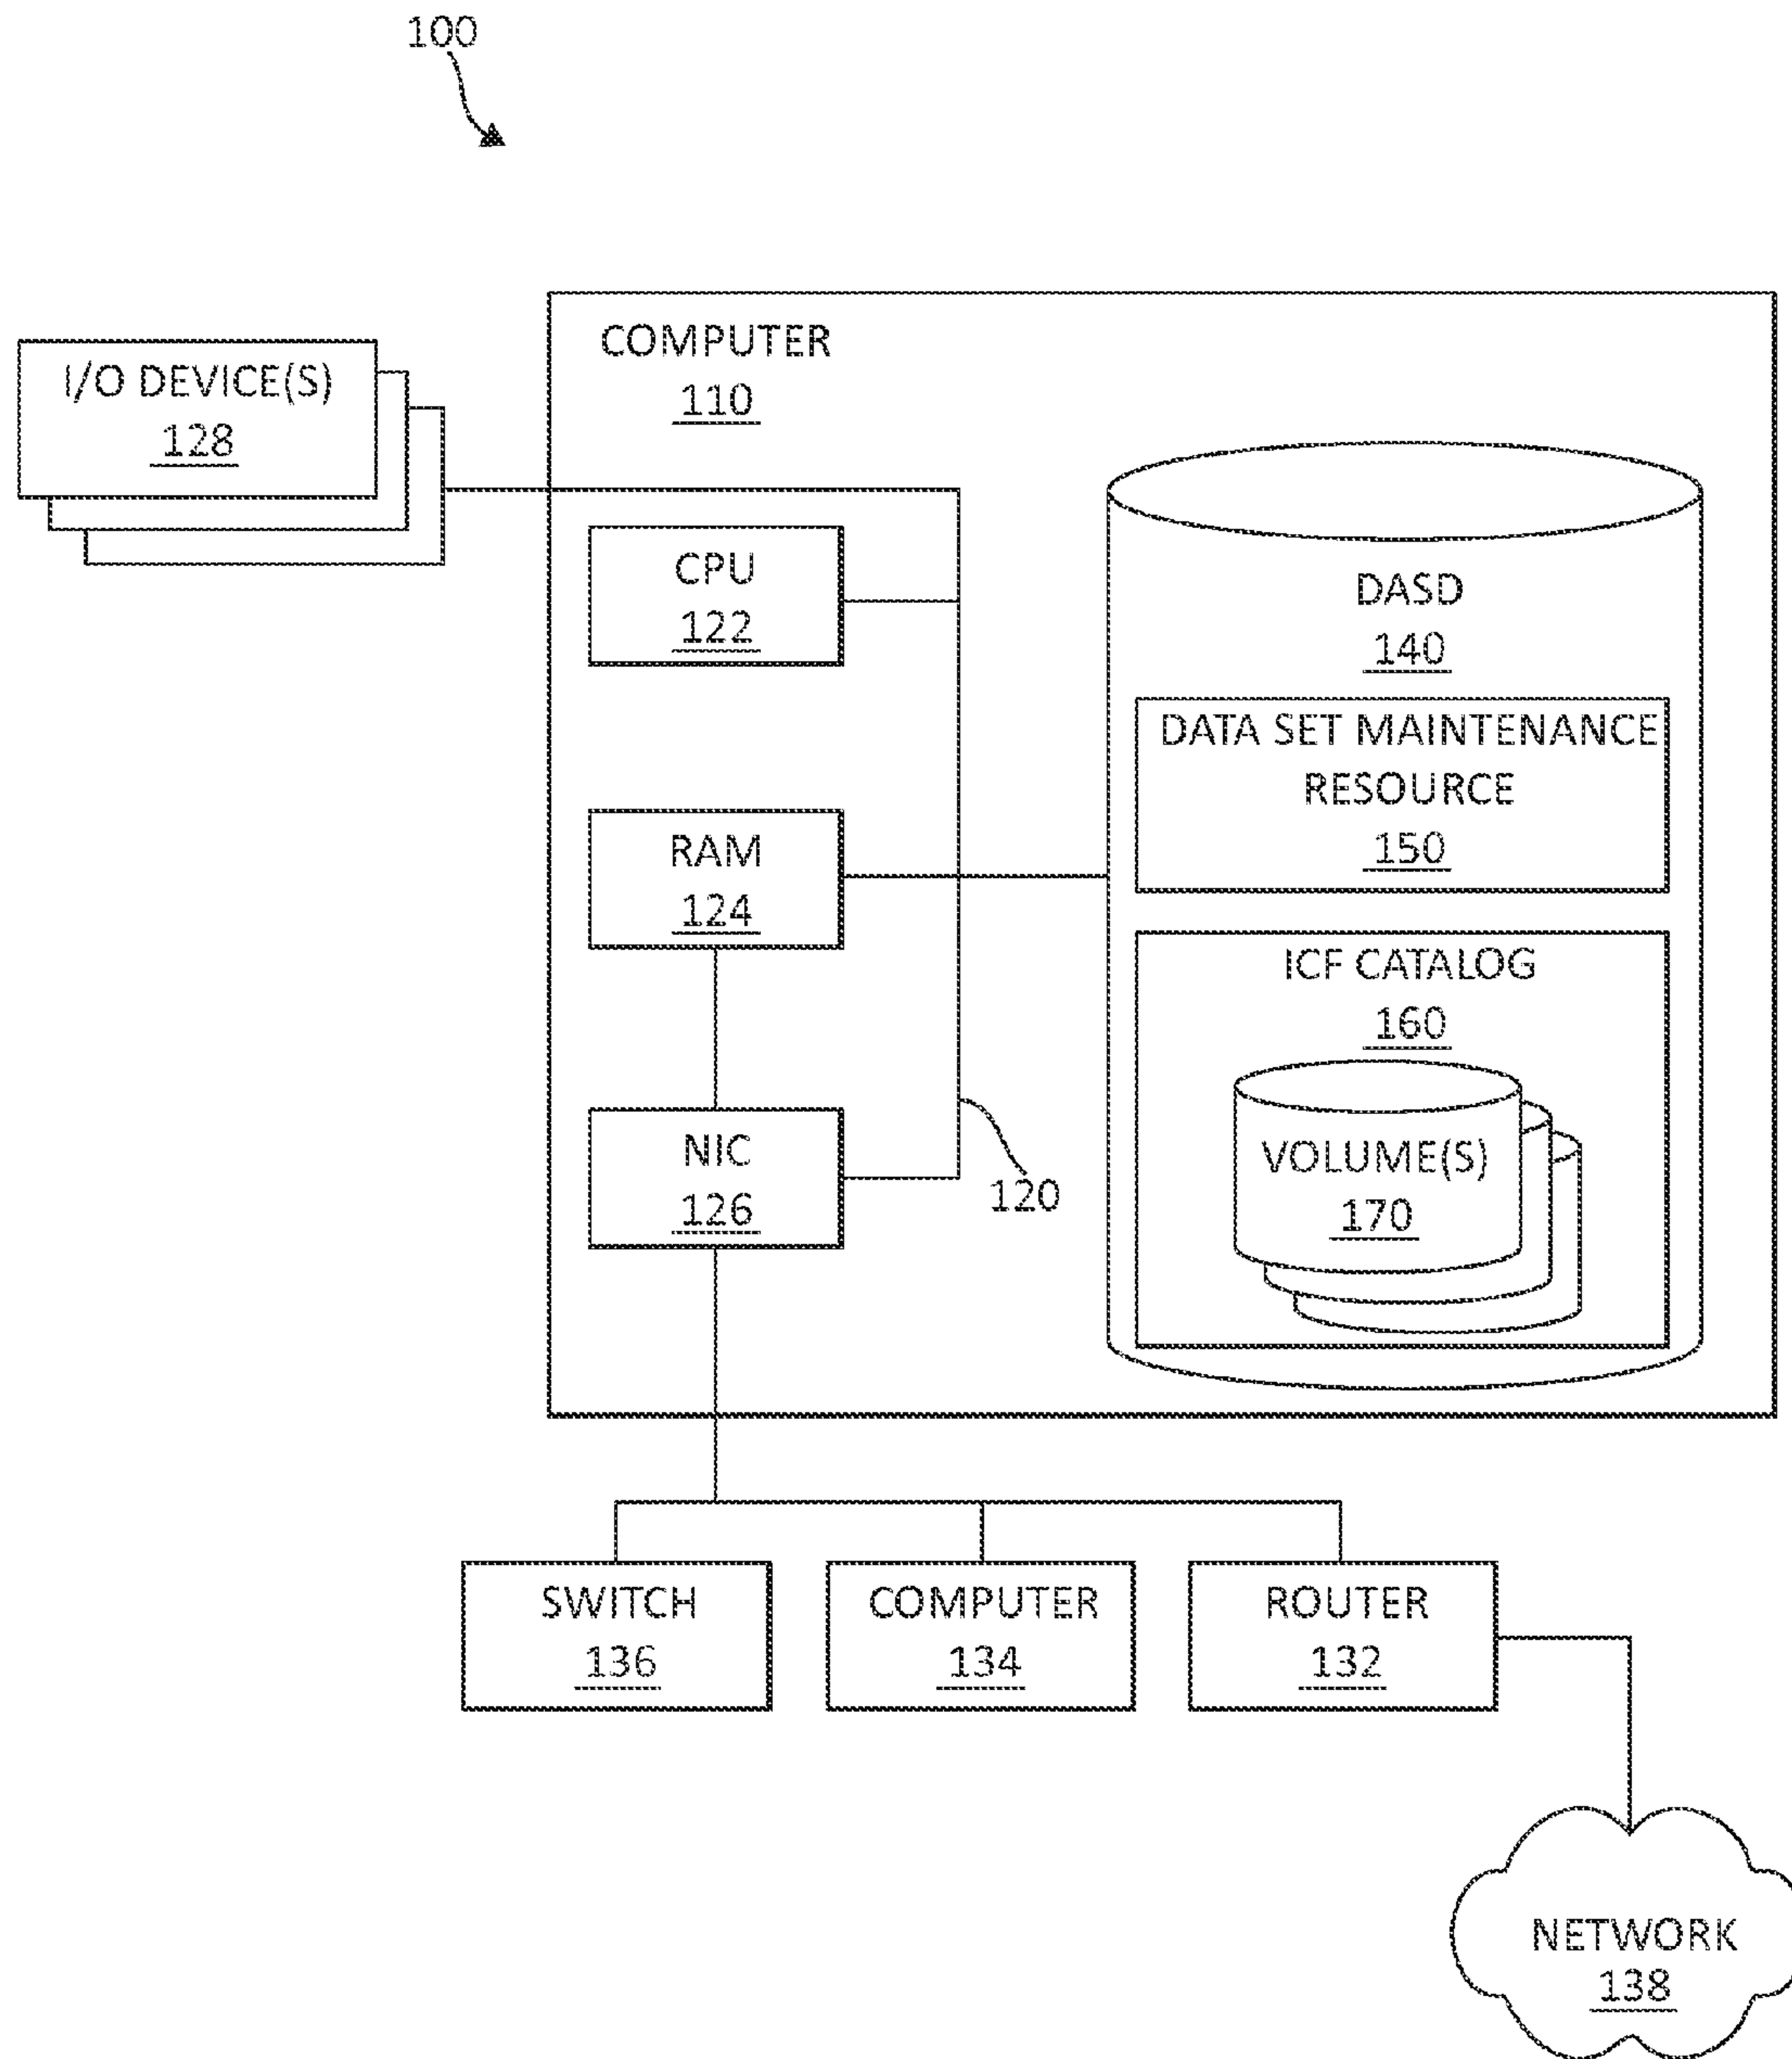 100
COMPUTER
110
I/O DEVICE(S)
128
CPU
122
DASD
140
DATA SET MAINTENANCE
RESOURCE
150
RAM
124
ICF CATALOG
160
NIC
126
VOLUME(S)
170
120
SWITCH
136
COMPUTER
134
ROUTER
132
NETWORK
138